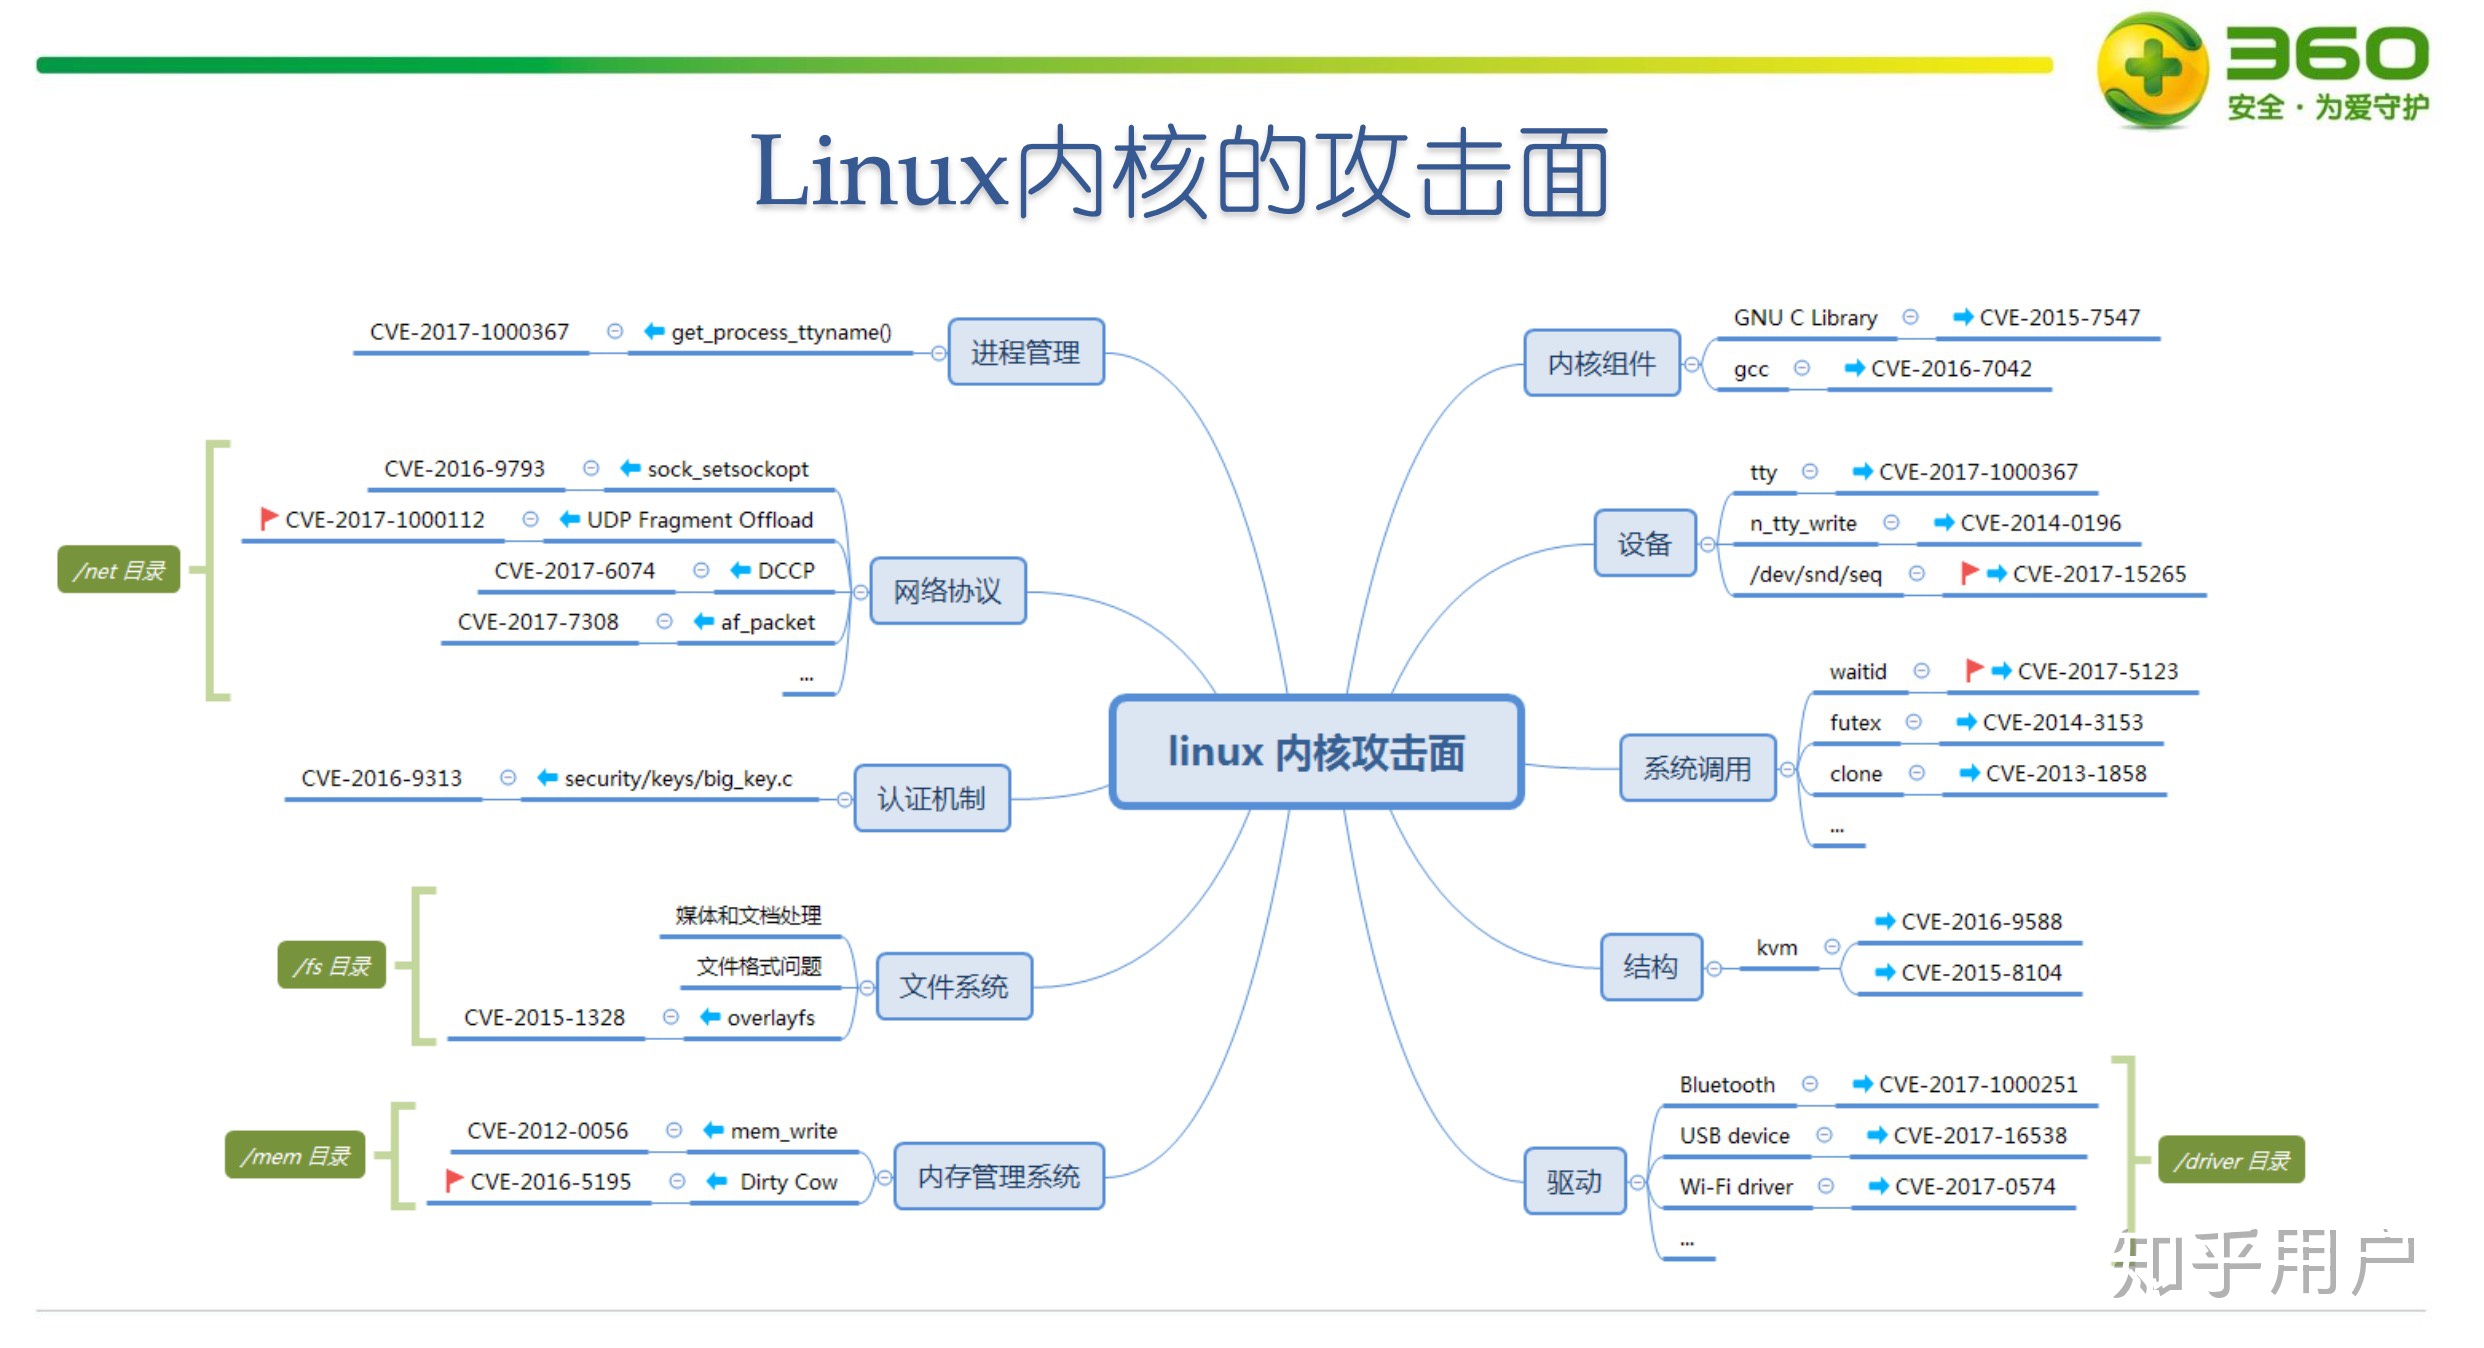 360
安全·为爱守护
Linux内核的攻击面
linux 内核攻击面
进程管理
get_process_ttyname()
CVE-2017-1000367
/net 目录
网络协议
sock_setsockopt
CVE-2016-9793
UDP Fragment Offload
CVE-2017-1000112
DCCP
CVE-2017-6074
af_packet
CVE-2017-7308
...
认证机制
security/keys/big_key.c
CVE-2016-9313
/fs 目录
文件系统
媒体和文档处理
文件格式问题
overlayfs
CVE-2015-1328
/mem 目录
内存管理系统
mem_write
CVE-2012-0056
Dirty Cow
CVE-2016-5195
内核组件
GNU C Library
CVE-2015-7547
gcc
CVE-2016-7042
设备
tty
CVE-2017-1000367
n_tty_write
CVE-2014-0196
/dev/snd/seq
CVE-2017-15265
系统调用
waitid
CVE-2017-5123
futex
CVE-2014-3153
clone
CVE-2013-1858
...
结构
kvm
CVE-2016-9588
CVE-2015-8104
驱动
Bluetooth
CVE-2017-1000251
USB device
CVE-2017-16538
Wi-Fi driver
CVE-2017-0574
...
/driver 目录
知乎用户